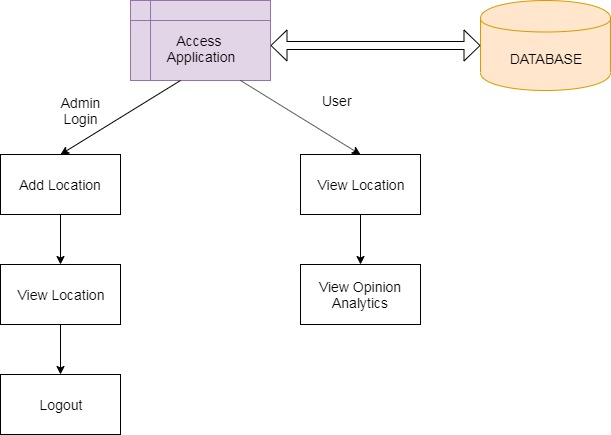 Access
Application
DATABASE
Admin
Login
User
Add Location
View Location
View Location
View Opinion
Analytics
Logout